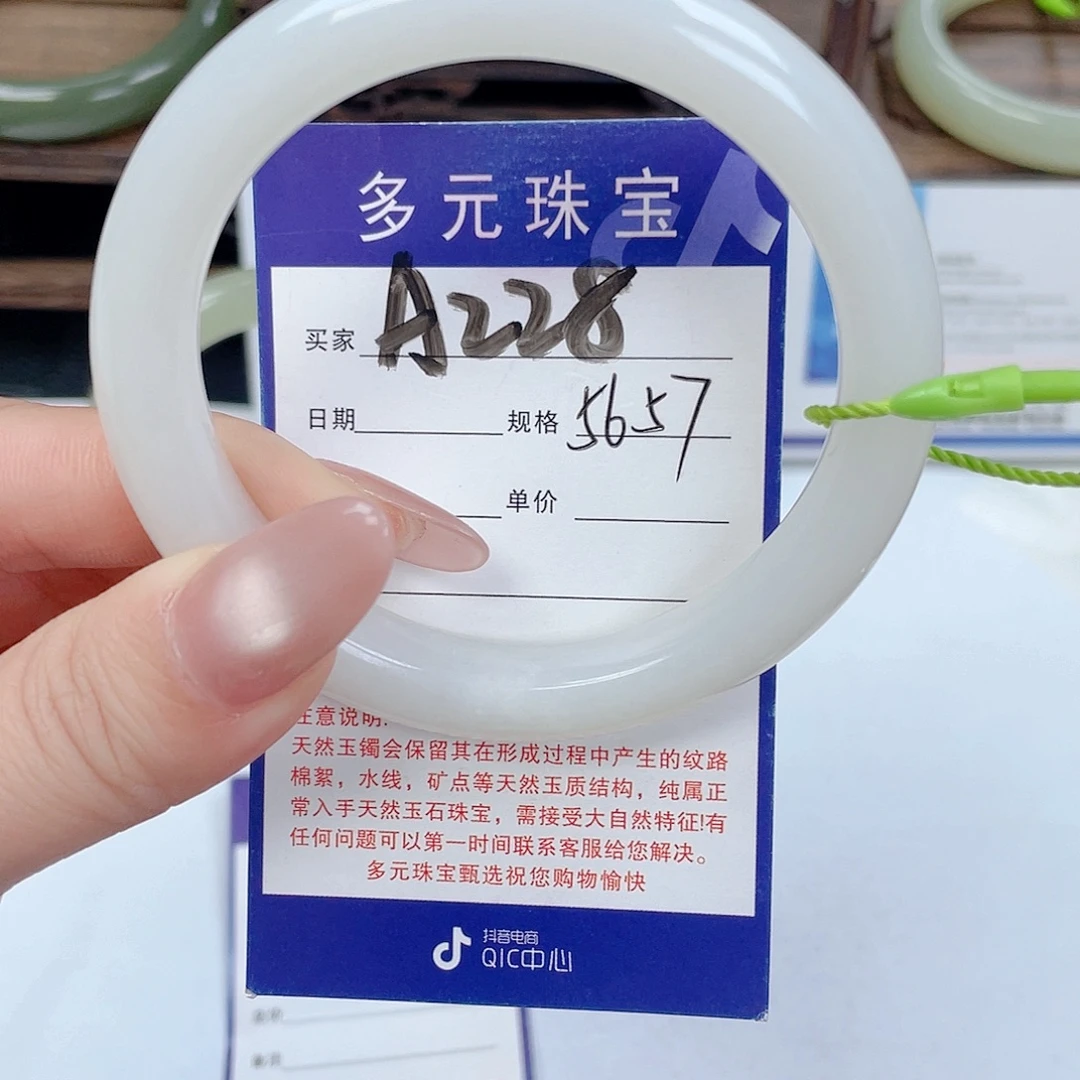 多元珠宝
买家 A228
日期 规格 5657
单价
注意说明:
天然玉镯会保留其在形成过程中产生的纹路
棉絮，水线，矿点等天然玉质结构，纯属正
常入手天然玉石珠宝，需接受大自然特征!有
任何问题可以第一时间联系客服给您解决。
多元珠宝甄选祝您购物愉快
抖音电商
QIC中心